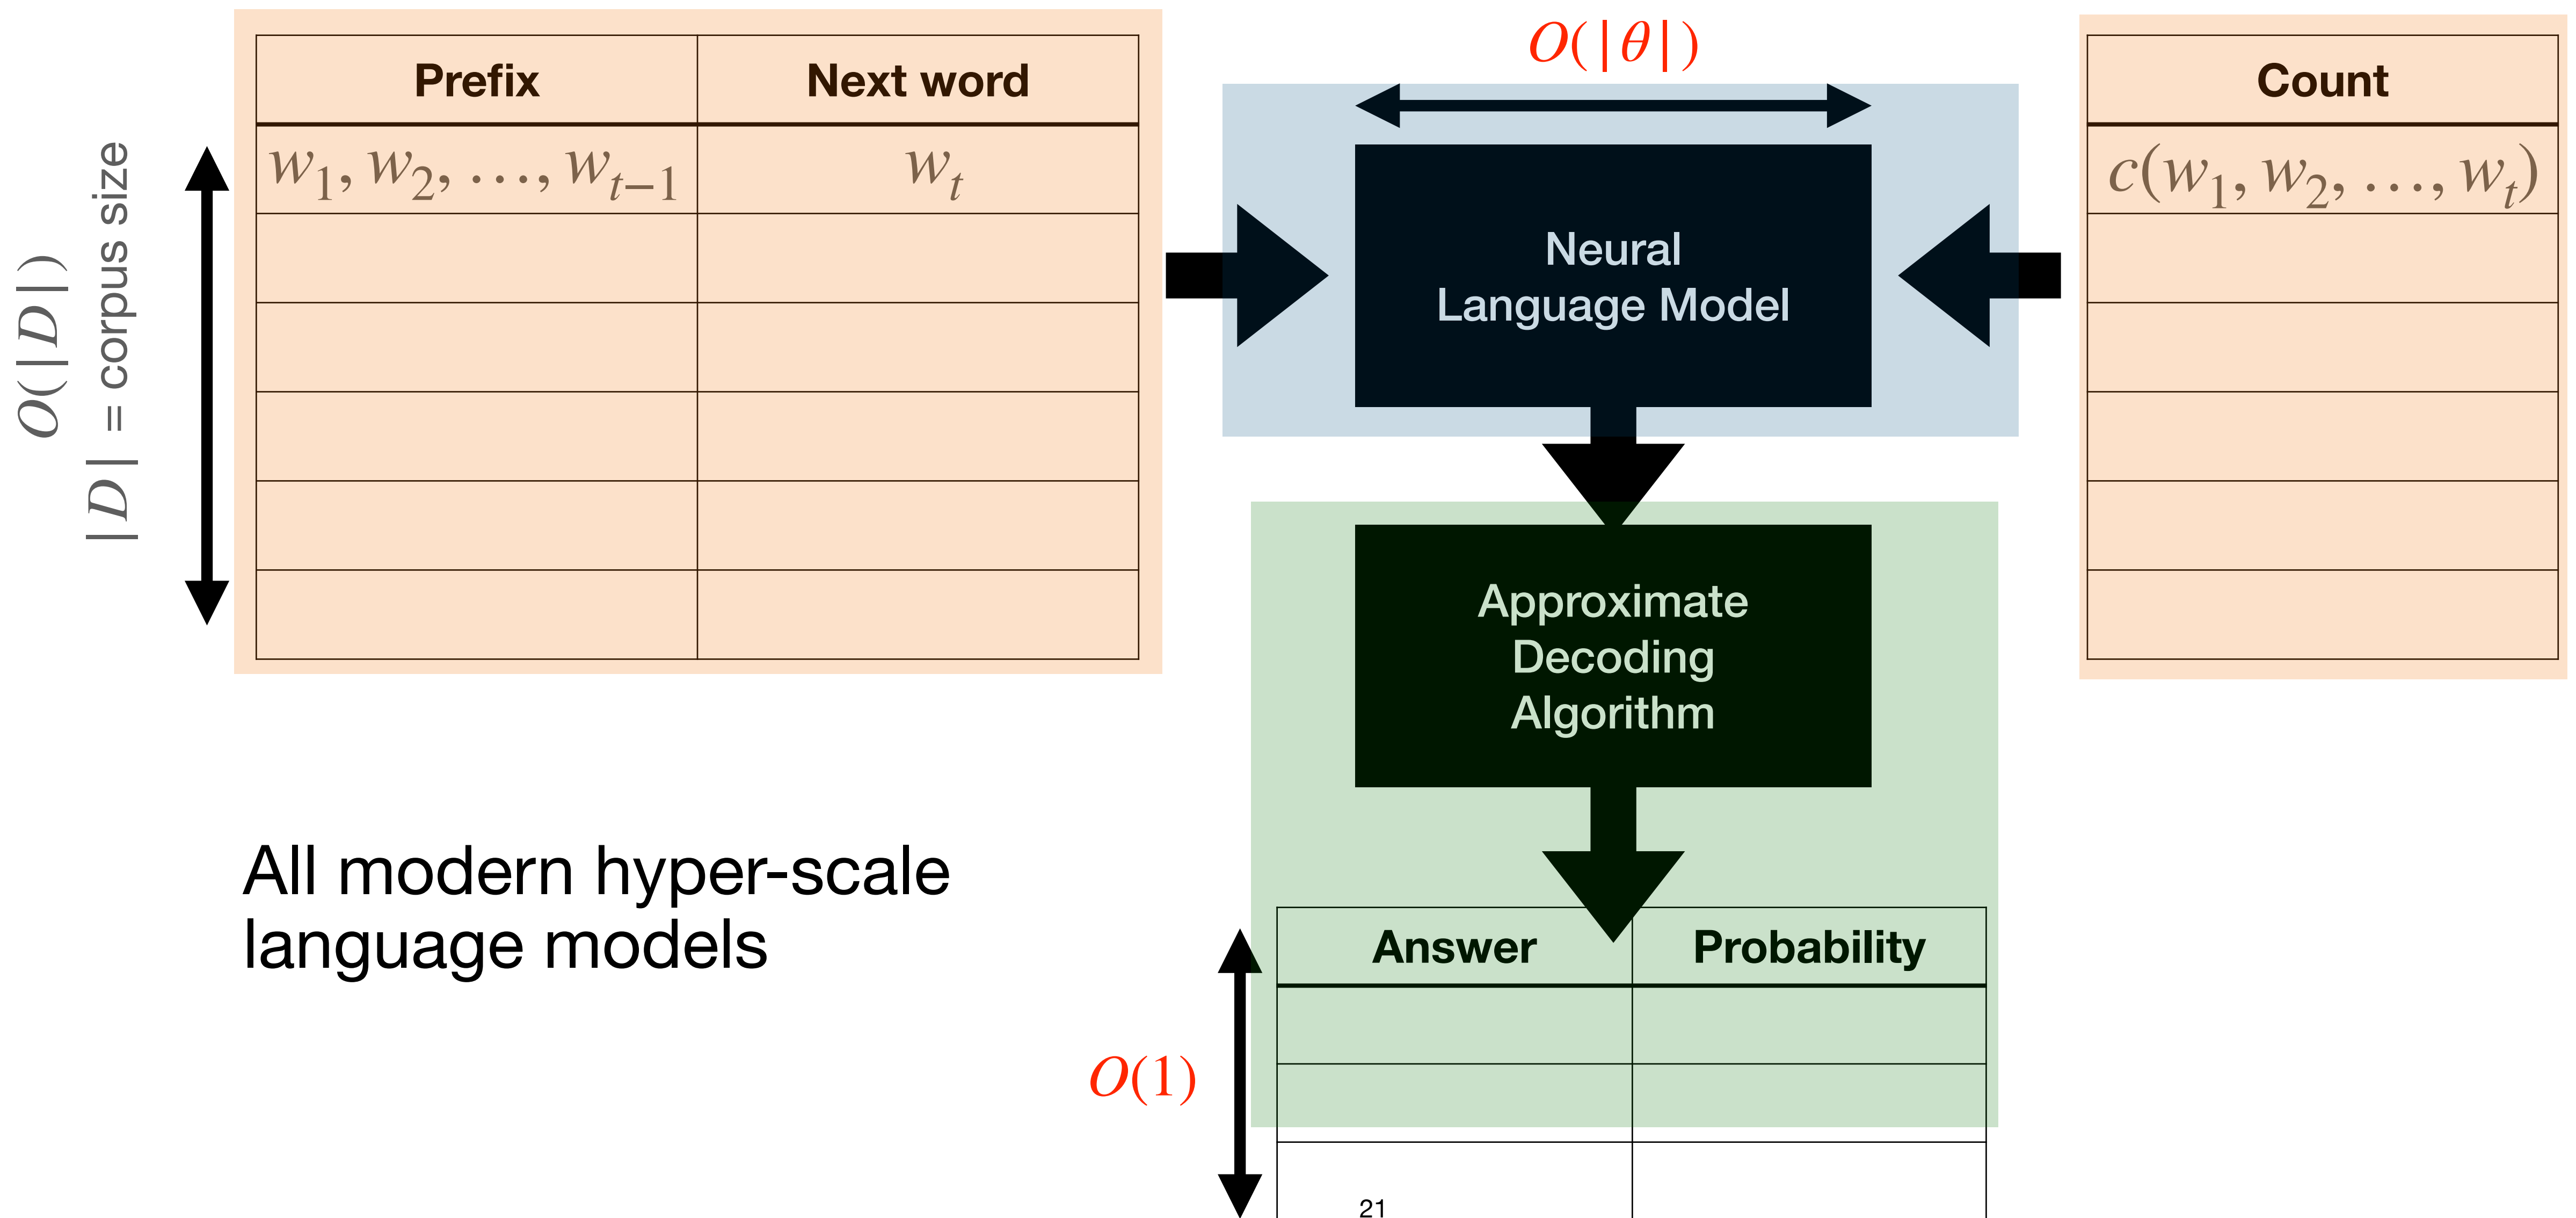 O(|D|)
|D| = corpus size
Prefix
Next word
w₁, w₂, …, wₜ₋₁
wₜ
O(|θ|)
Neural
Language Model
Count
c(w₁, w₂, …, wₜ)
Approximate
Decoding
Algorithm
All modern hyper-scale
language models
Answer
Probability
O(1)
21